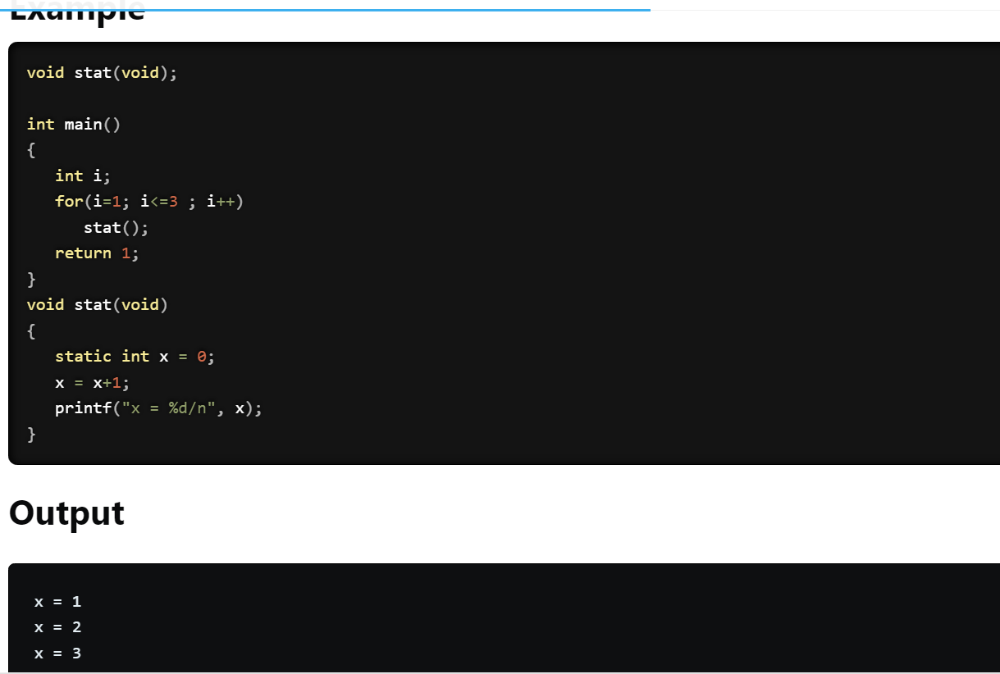 Example
void stat(void);
int main()
{
int i;
for(i=1; i<=3 ; i++)
stat();
return 1;
}
void stat(void)
{
static int x = 0;
x = x+1;
printf("x = %d/n", x);
}
Output
x = 1
x = 2
x = 3